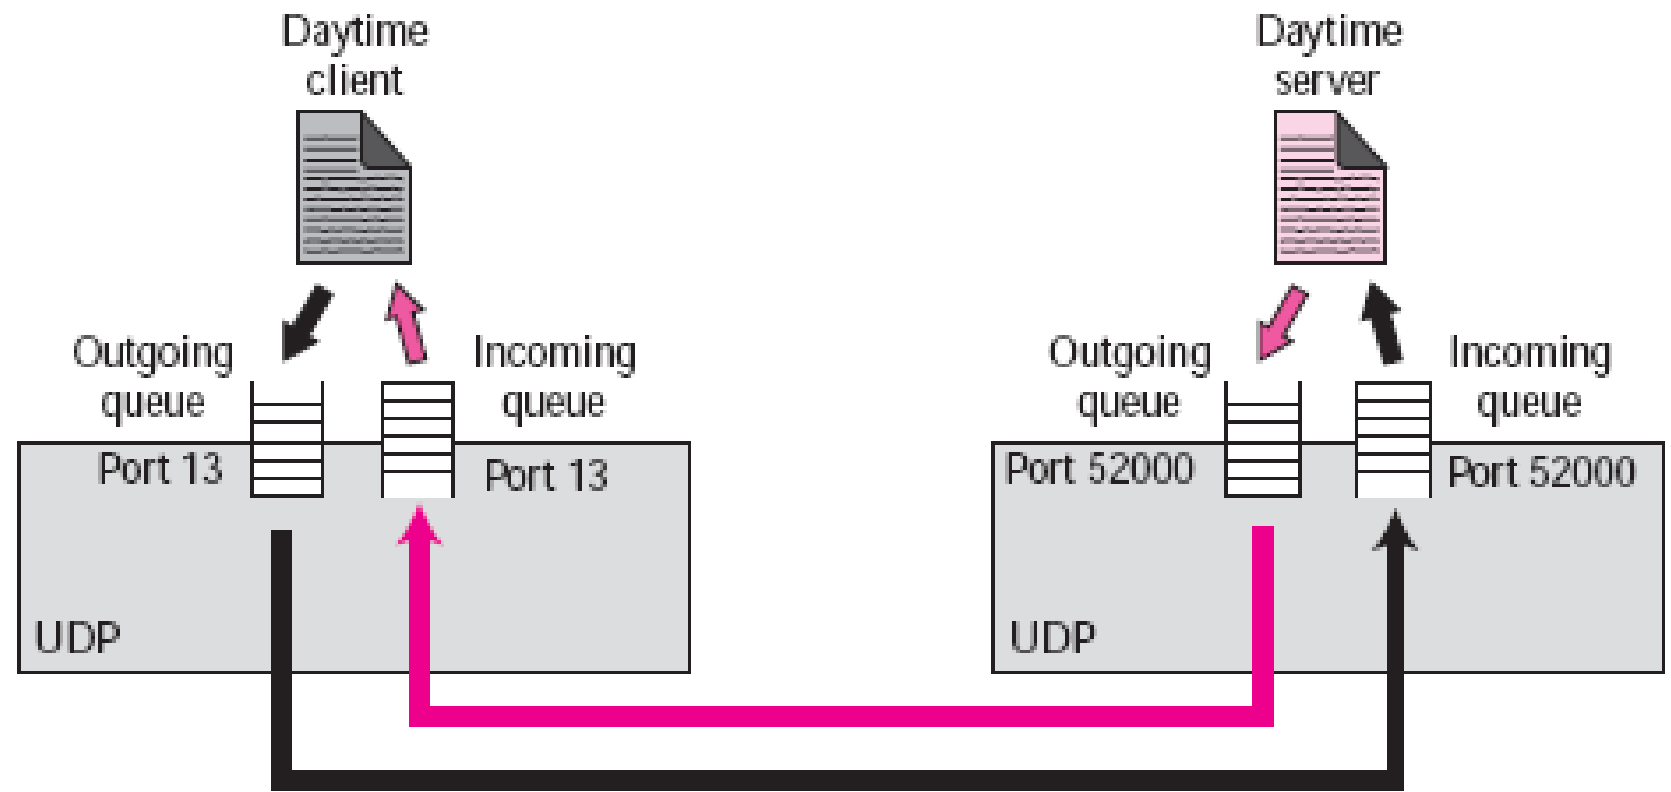 Daytime
client
Daytime
server
Outgoing
queue
Incoming
queue
Outgoing
queue
Incoming
queue
Port 13
Port 13
Port 52000
Port 52000
UDP
UDP